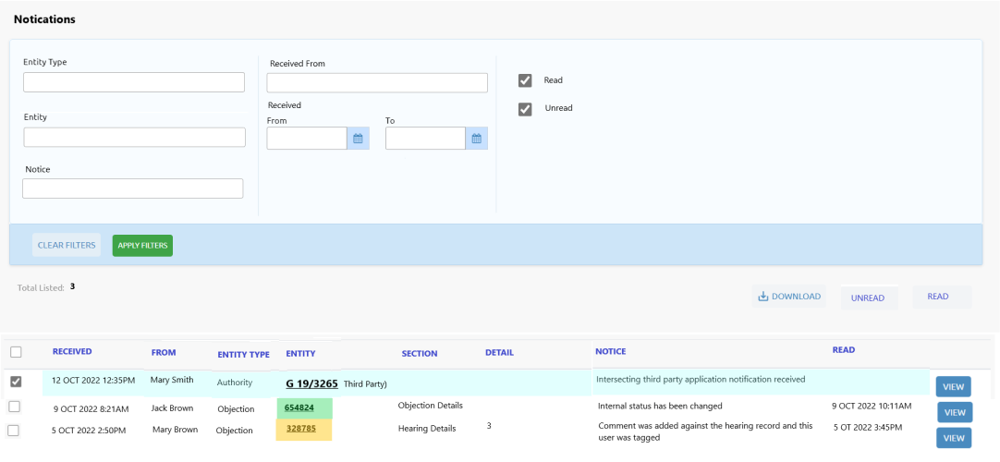 Notications
Entity Type
Received From
Read
Received
Unread
Entity
From To
Notice
CLEAR FILTERS APPLY FILTERS
Total Listed: 3
DOWNLOAD UNREAD READ
RECEIVED FROM ENTITY TYPE ENTITY SECTION DETAIL NOTICE READ
12 OCT 2022 12:35PM Mary Smith Authority G 19/3265 Third Party) Intersecting third party application notification received VIEW
9 OCT 2022 8:21AM Jack Brown Objection 654824 Objection Details Internal status has been changed 9 OCT 2022 10:11AM VIEW
5 OCT 2022 2:50PM Mary Brown Objection 328785 Hearing Details 3 Comment was added against the hearing record and this 5 OT 2022 3:45PM VIEW
user was tagged